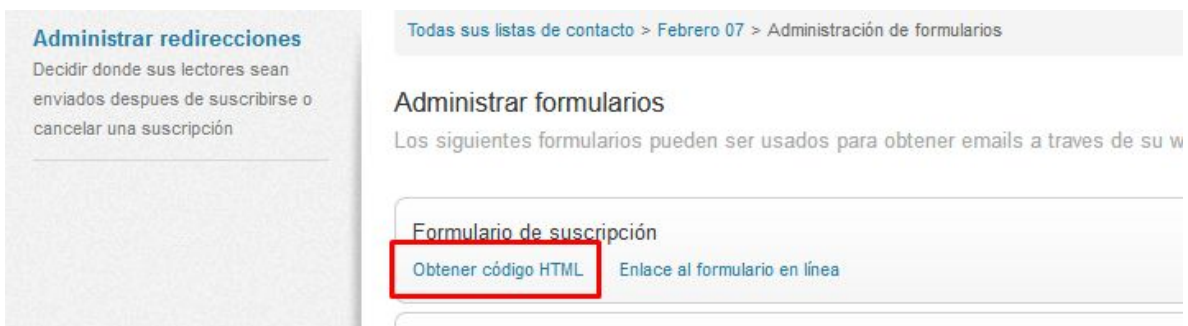 Administrar redirecciones
Decidir donde sus lectores sean
enviados despues de suscribirse o
cancelar una suscripción
Todas sus listas de contacto > Febrero 07 > Administración de formularios
Administrar formularios
Los siguientes formularios pueden ser usados para obtener emails a traves de su
Formulario de suscripción
Obtener código HTML Enlace al formulario en línea